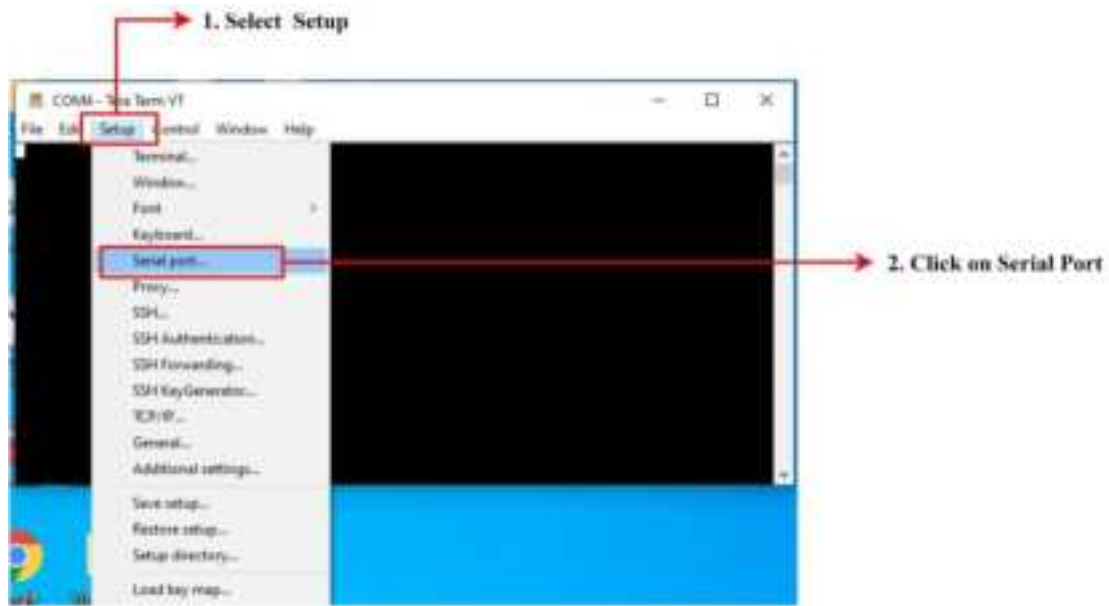 1. Select Setup
Tera Term VT
File Edit Setup Control Window Help
Terminal...
Window...
Font
Keyboard...
Serial port...
2. Click on Serial Port
Proxy...
SSH...
SSH Authentication...
SSH Forwarding...
SSH KeyGenerator...
TCP/IP...
General...
Additional settings...
Save setup...
Restore setup...
Setup directory...
Load key map...